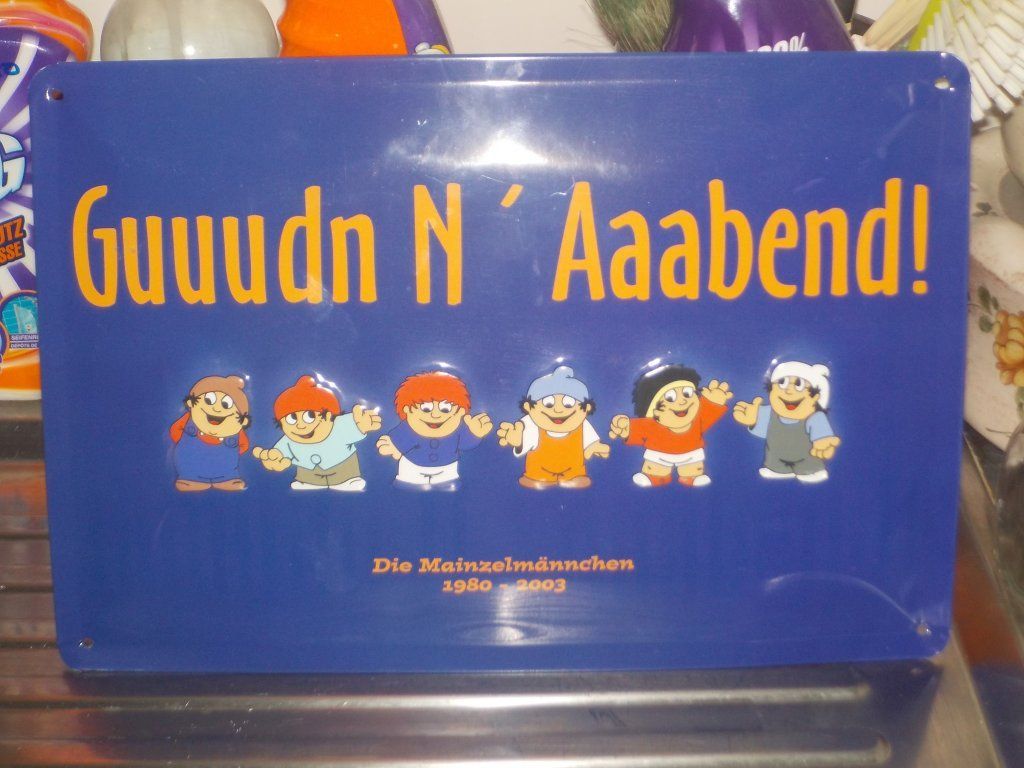 Guuudn N ´ Aaabend!
Die Mainzelmännchen
1980 - 2003